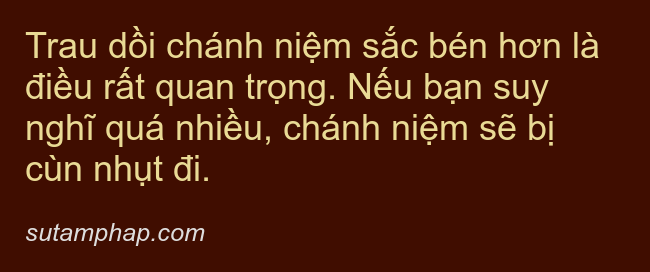 Trau dồi chánh niệm sắc bén hơn là
điều rất quan trọng. Nếu bạn suy
nghĩ quá nhiều, chánh niệm sẽ bị
cùn nhụt đi.
sutamphap.com